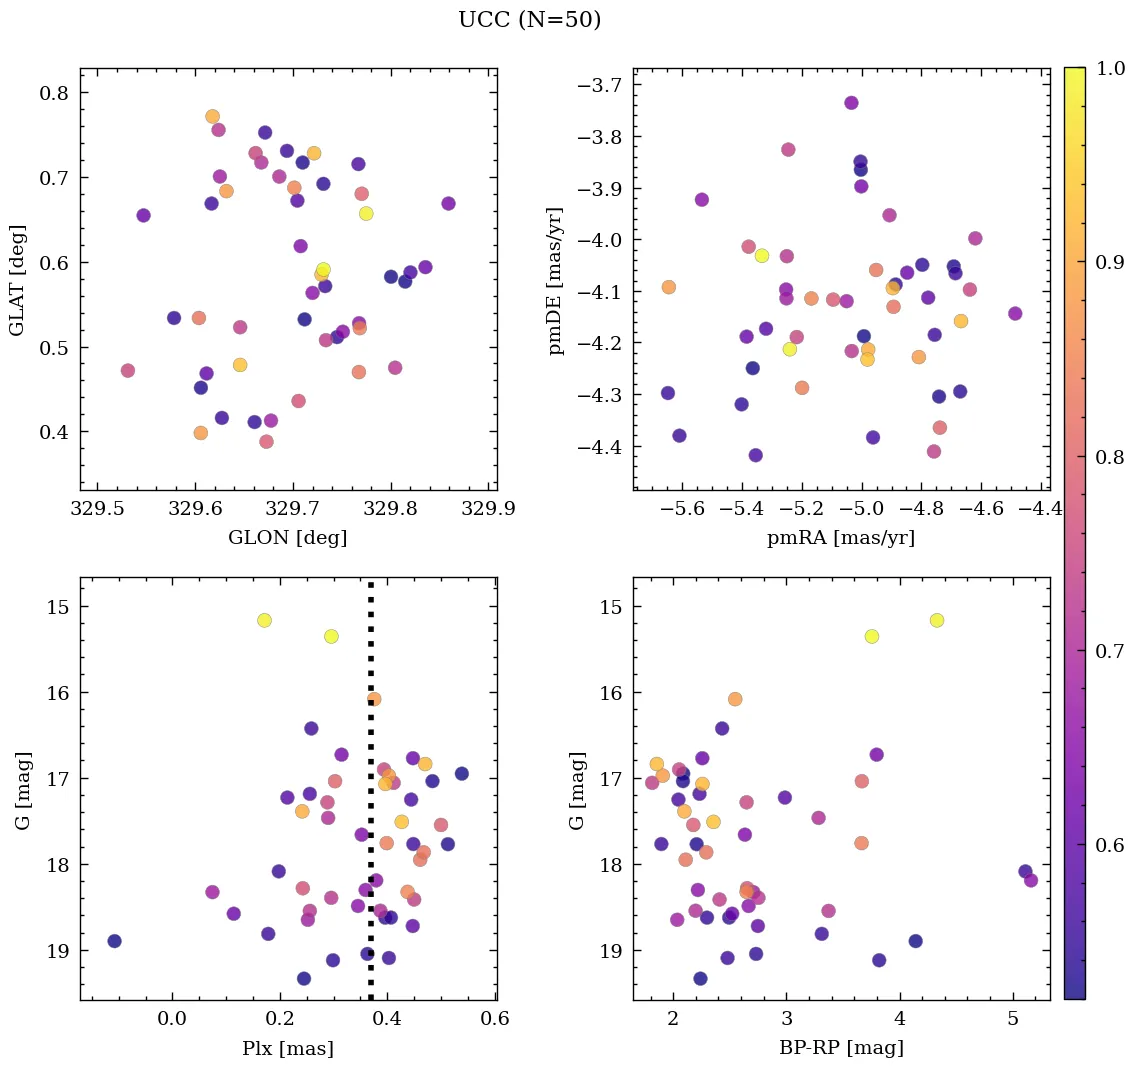 UCC (N=50)
0.8
0.7
0.6
0.5
0.4
GLAT [deg]
329.5 329.6 329.7 329.8 329.9
GLON [deg]
−3.7
−3.8
−3.9
−4.0
−4.1
−4.2
−4.3
−4.4
pmDE [mas/yr]
−5.6 −5.4 −5.2 −5.0 −4.8 −4.6 −4.4
pmRA [mas/yr]
1.0
0.9
0.8
0.7
0.6
15
16
17
18
19
G [mag]
0.0 0.2 0.4 0.6
Plx [mas]
15
16
17
18
19
G [mag]
2 3 4 5
BP-RP [mag]